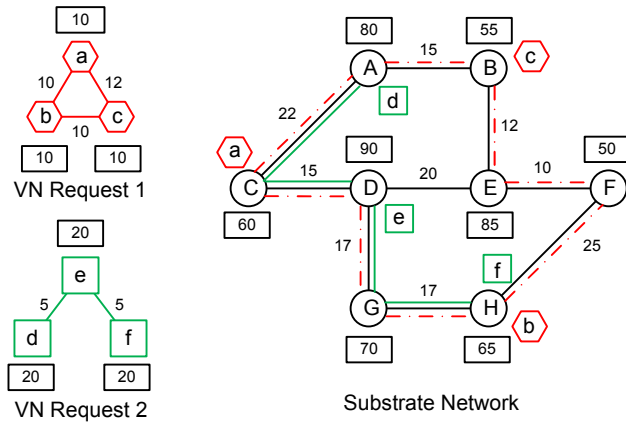 10
a
10 12
b c
10
10 10
VN Request 1
20
e
5 5
d f
20 20
VN Request 2
80 55
15
A B c
d
22 12
a 15 90 20 10 50
C D E F
60 e 85
17 25
f
17
G H
b
70 65
Substrate Network